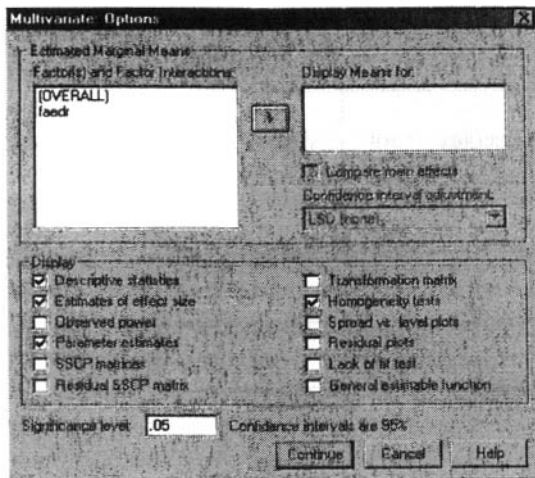 Multivariate: Options
Estimated Marginal Means
Factor(s) and Factor Interactions:
(OVERALL)
faedr
Display Means for:
Compare main effects
Confidence interval adjustment:
LSD (none)
Display
Descriptive statistics
Estimates of effect size
Observed power
Parameter estimates
SSCP matrices
Residual SSCP matrix
Transformation matrix
Homogeneity tests
Spread vs. level plots
Residual plots
Lack of fit test
General estimable function
Significance level: .05 Confidence intervals are 95%
Continue Cancel Help